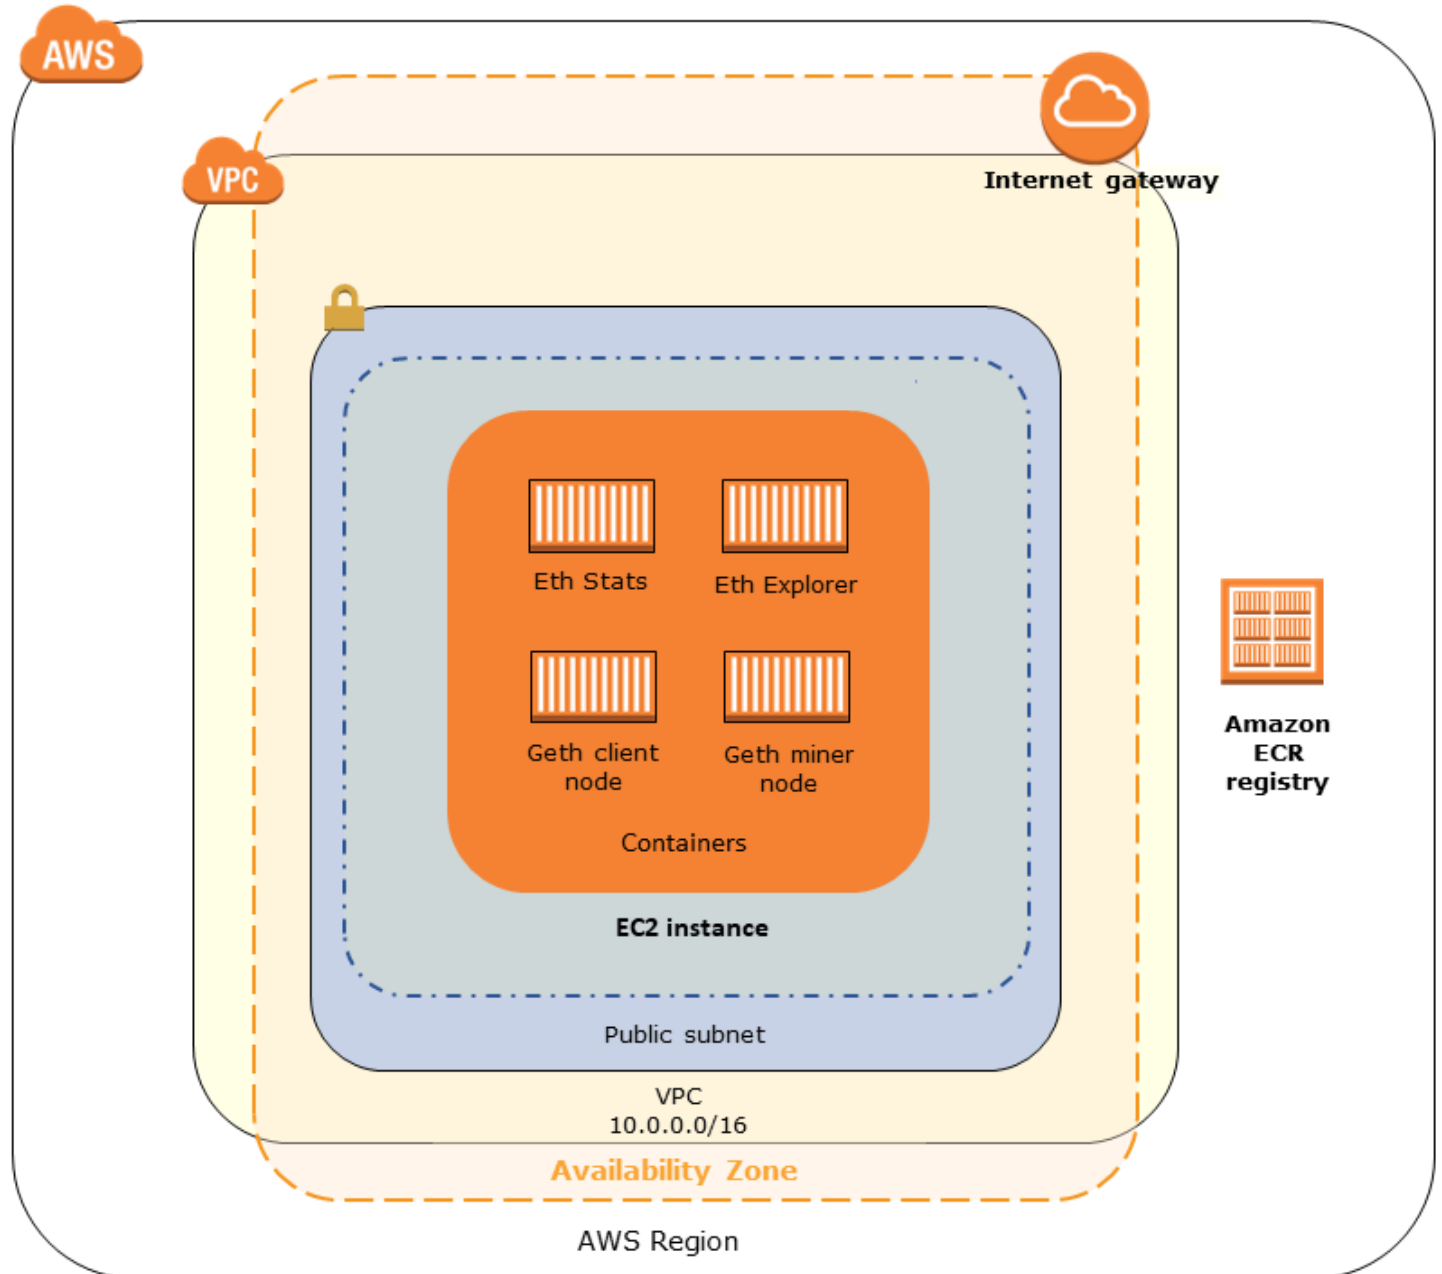 AWS
VPC
Internet gateway
Eth Stats
Eth Explorer
Geth client
node
Geth miner
node
Containers
EC2 instance
Public subnet
VPC
10.0.0.0/16
Availability Zone
AWS Region
Amazon
ECR
registry